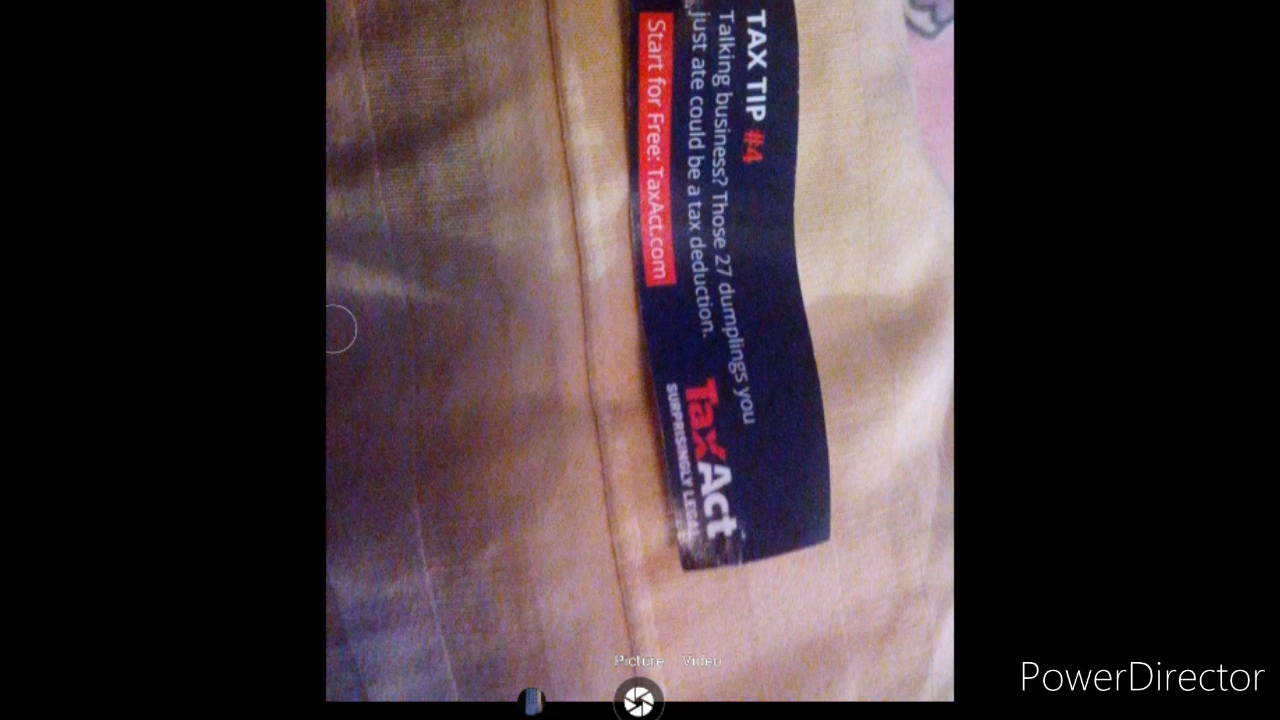 TAX TIP #4
Talking business? Those 27 dumplings you
just ate could be a tax deduction.
Start for Free: TaxAct.com
TaxAct
SURPRISINGLY LEGAL
Picture Video
PowerDirector